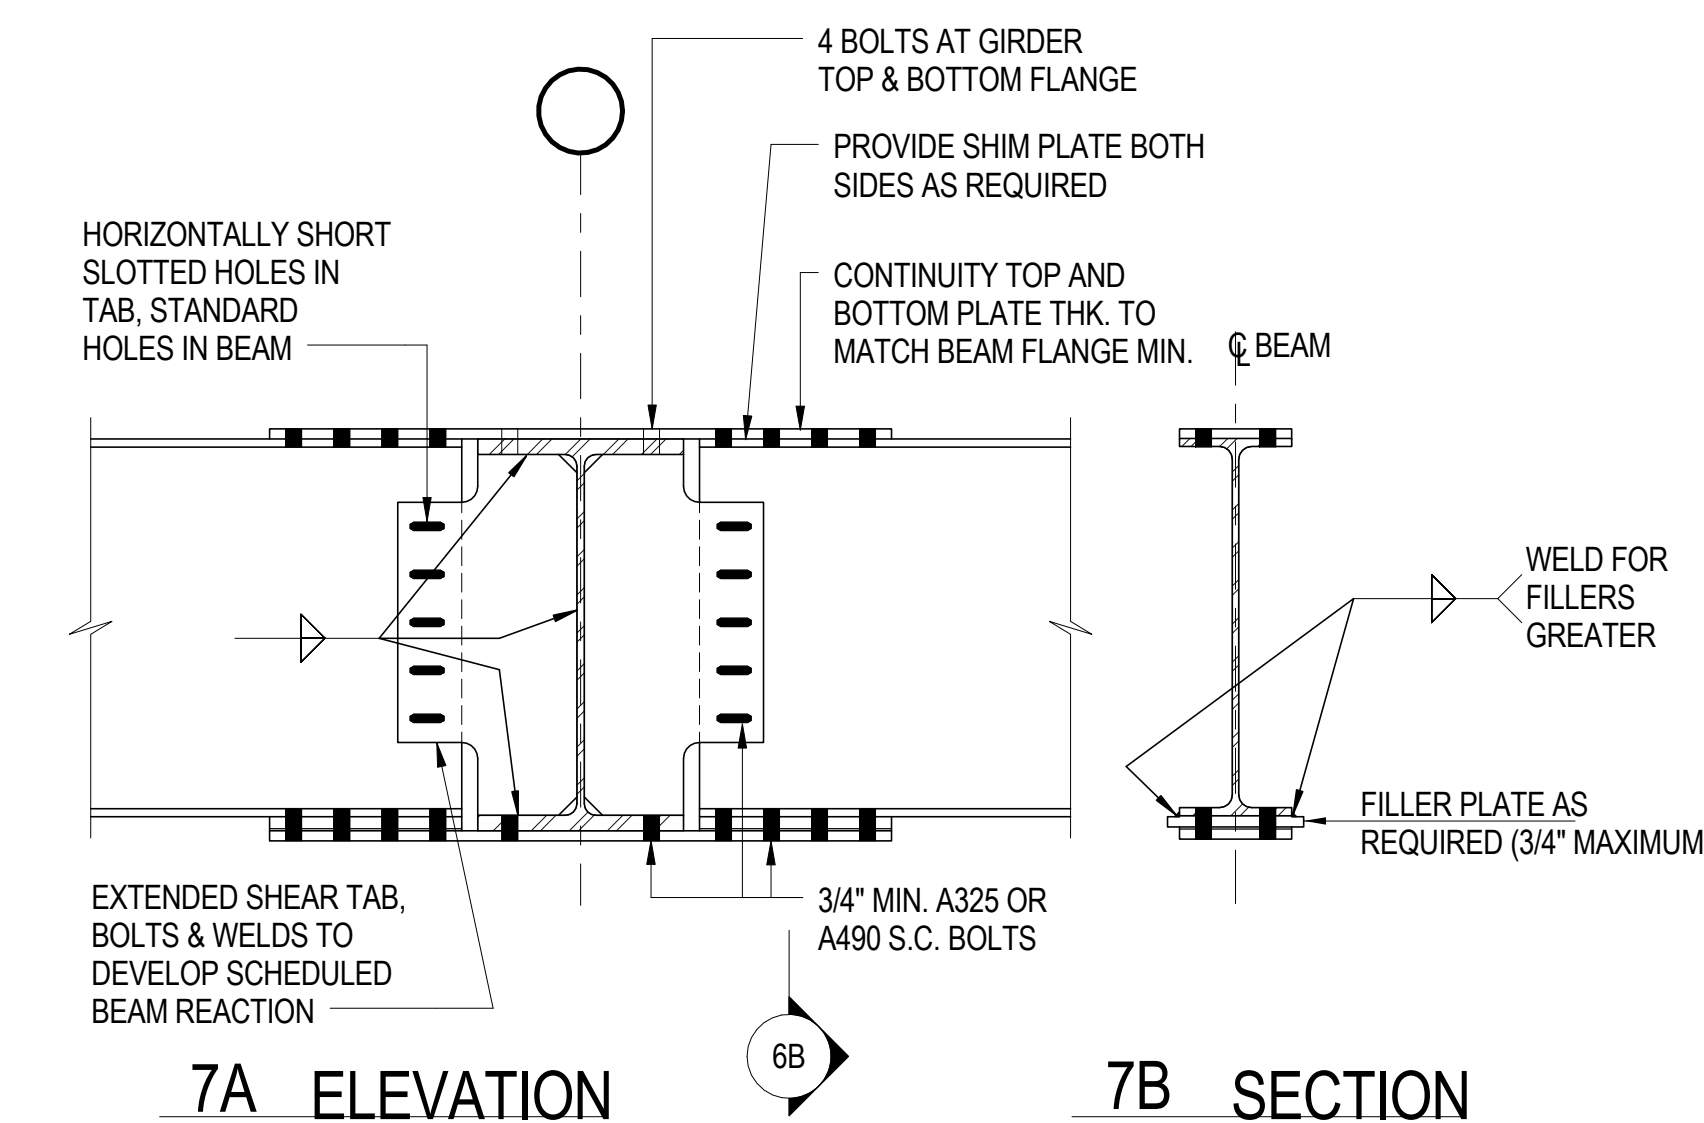 4 BOLTS AT GIRDER
TOP & BOTTOM FLANGE
PROVIDE SHIM PLATE BOTH
SIDES AS REQUIRED
HORIZONTALLY SHORT
SLOTTED HOLES IN
TAB, STANDARD
HOLES IN BEAM
CONTINUITY TOP AND
BOTTOM PLATE THK. TO
MATCH BEAM FLANGE MIN.
℄ BEAM
WELD FOR
FILLERS
GREATER
FILLER PLATE AS
REQUIRED (3/4" MAXIMUM
EXTENDED SHEAR TAB,
BOLTS & WELDS TO
DEVELOP SCHEDULED
BEAM REACTION
3/4" MIN. A325 OR
A490 S.C. BOLTS
6B
7A ELEVATION
7B SECTION